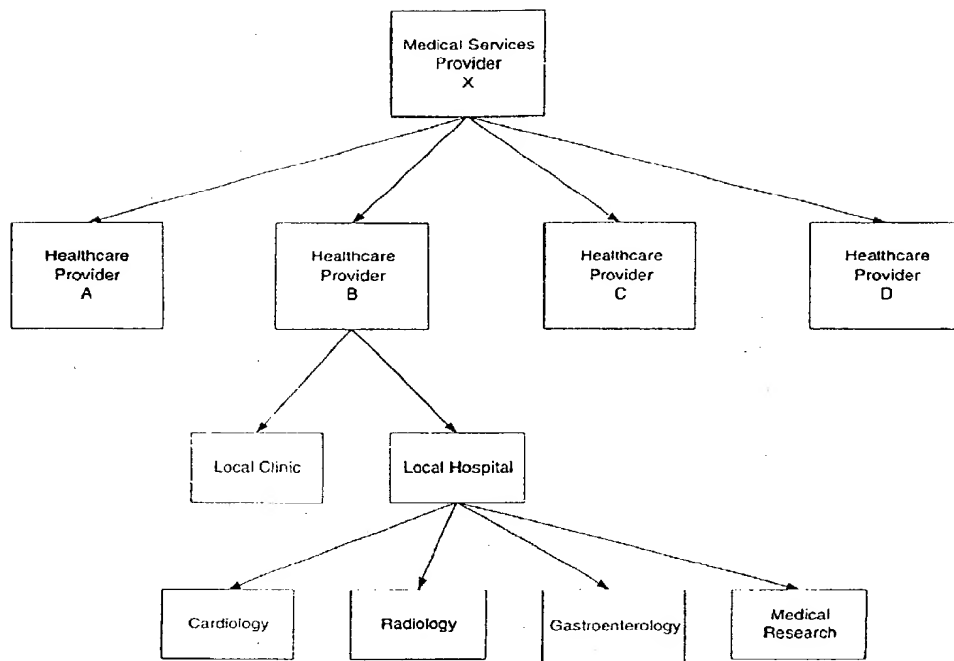 Medical Services
Provider
X
Healthcare
Provider
A
Healthcare
Provider
B
Healthcare
Provider
C
Healthcare
Provider
D
Local Clinic
Local Hospital
Cardiology
Radiology
Gastroenterology
Medical
Research